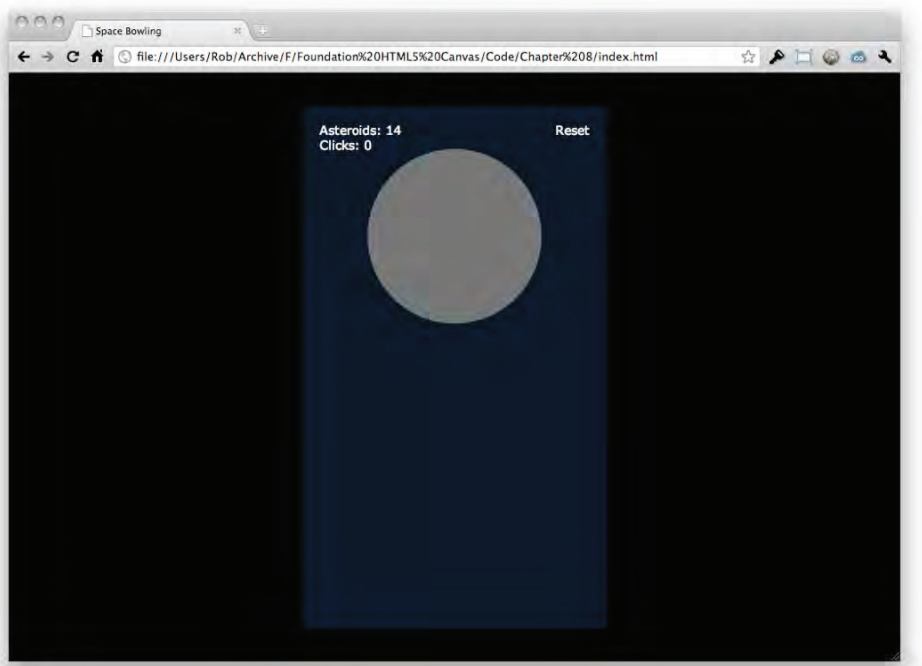 Space Bowling
file:///Users/Rob/Archive/F/Foundation%20HTML5%20Canvas/Code/Chapter%208/index.html
Asteroids: 14
Reset
Clicks: 0